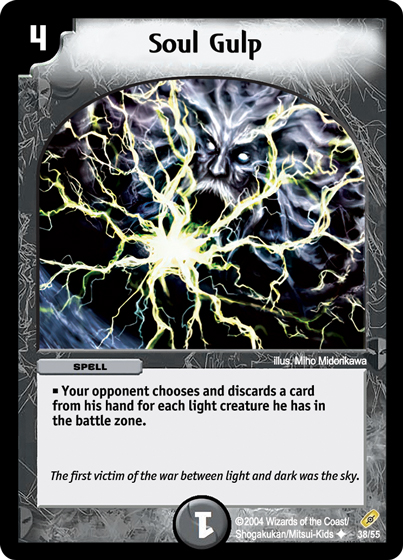 4
Soul Gulp
illus. Miho Midorikawa
SPELL
▪ Your opponent chooses and discards a card
from his hand for each light creature he has in
the battle zone.
The first victim of the war between light and dark was the sky.
1
©2004 Wizards of the Coast/
Shogakukan/Mitsui-Kids ✦ 38/55